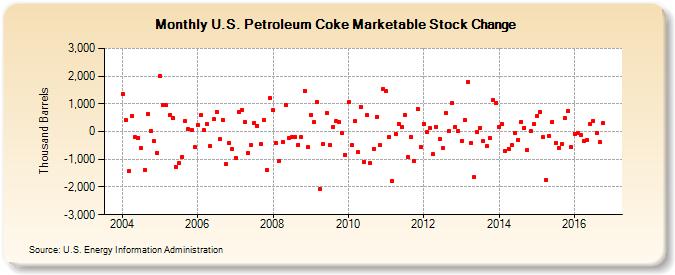 Monthly U.S. Petroleum Coke Marketable Stock Change
Thousand Barrels
3,000
2,000
1,000
0
-1,000
-2,000
-3,000
2004 2006 2008 2010 2012 2014 2016
Source: U.S. Energy Information Administration